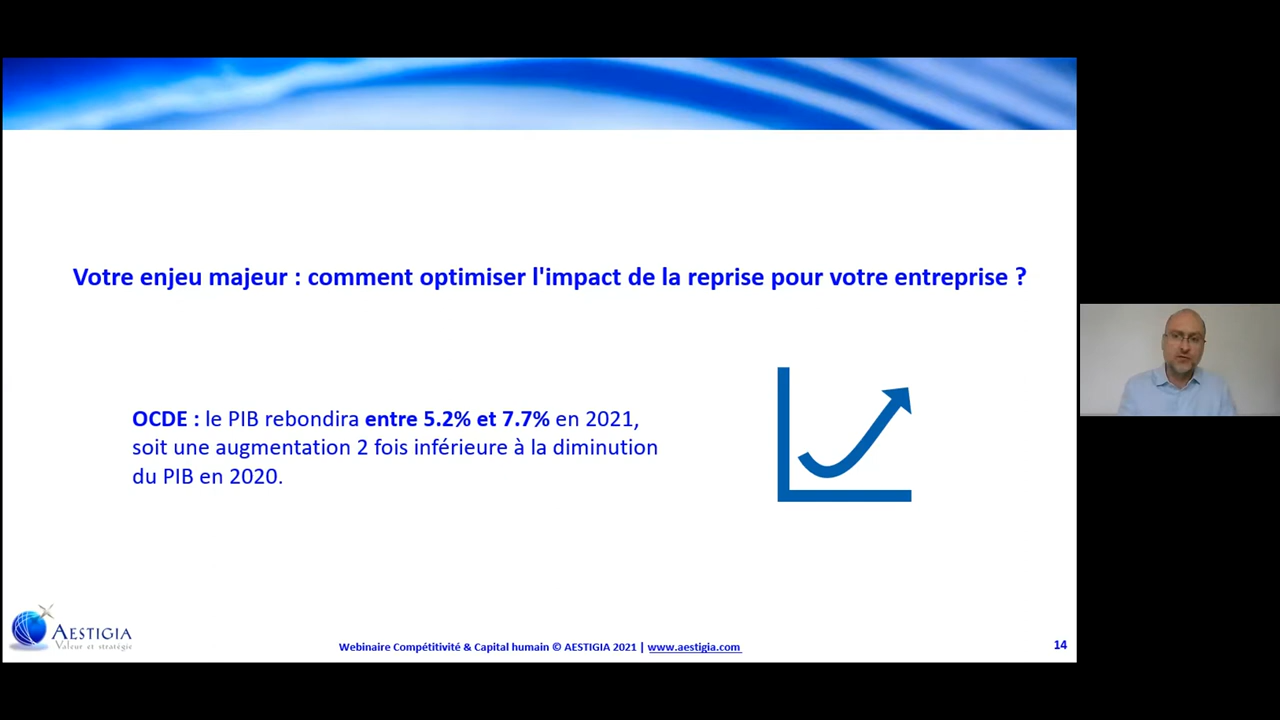 Votre enjeu majeur : comment optimiser l'impact de la reprise pour votre entreprise ?
OCDE : le PIB rebondira entre 5.2% et 7.7% en 2021,
soit une augmentation 2 fois inférieure à la diminution
du PIB en 2020.
AESTIGIA
Valeur et stratégie
Webinaire Compétitivité & Capital humain © AESTIGIA 2021 | www.aestigia.com
14